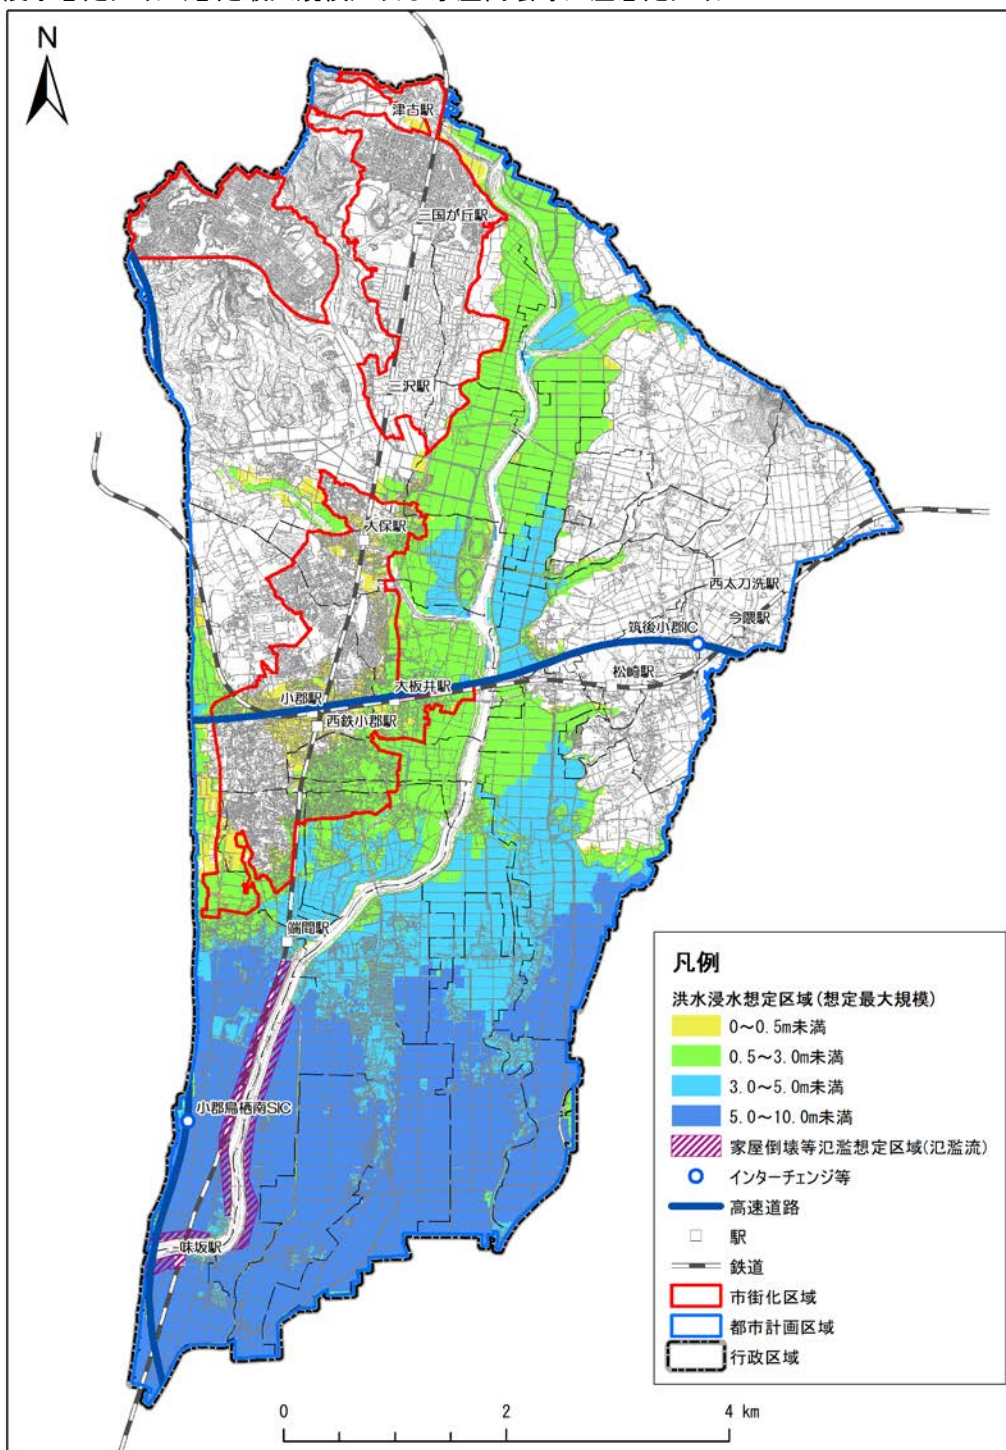 N
津古駅
三国が丘駅
三沢駅
大保駅
西太刀洗駅
今隈駅
筑後小郡IC
松崎駅
大板井駅
小郡駅
西鉄小郡駅
端間駅
小郡鳥栖南SIC
味坂駅
凡例
洪水浸水想定区域(想定最大規模)
0～0.5m未満
0.5～3.0m未満
3.0～5.0m未満
5.0～10.0m未満
家屋倒壊等氾濫想定区域(氾濫流)
インターチェンジ等
高速道路
駅
鉄道
市街化区域
都市計画区域
行政区域
0 2 4 km